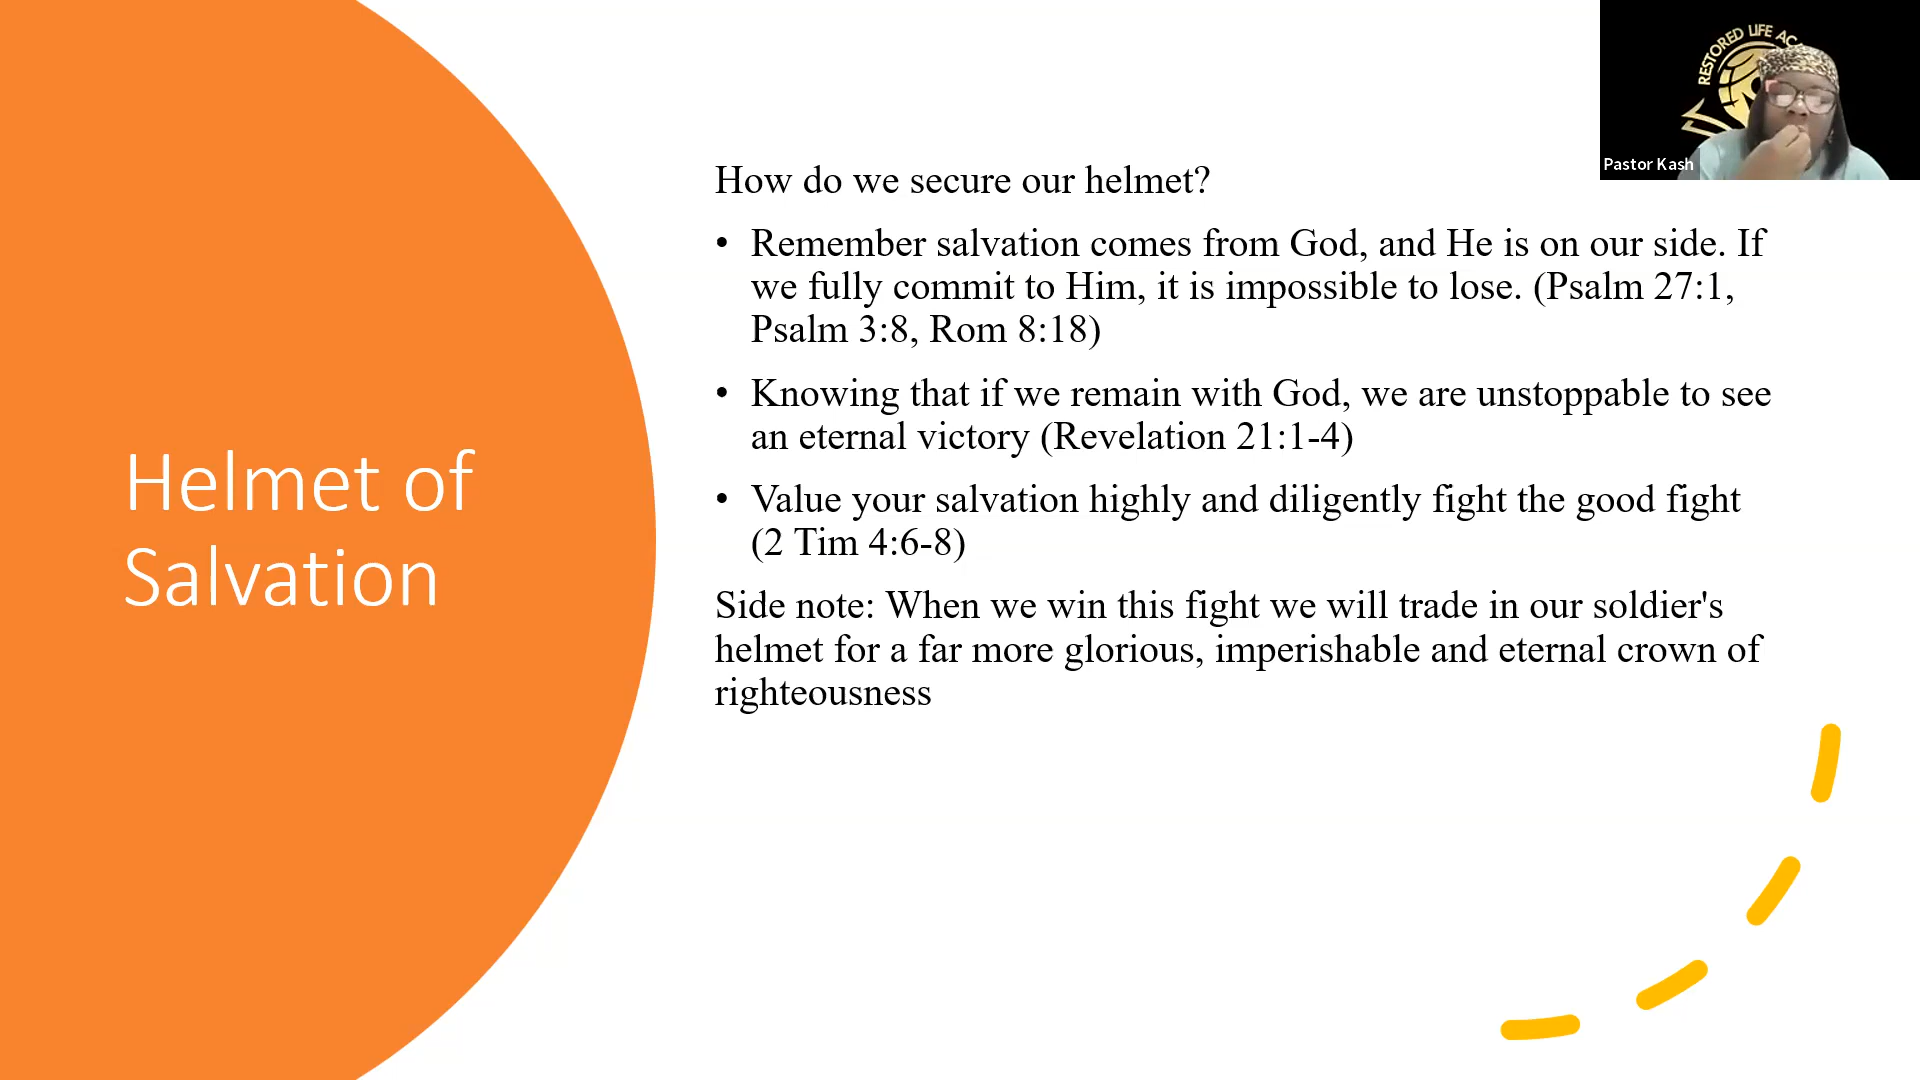 RESTORED LIFE
Pastor Kash
How do we secure our helmet?
• Remember salvation comes from God, and He is on our side. If
we fully commit to Him, it is impossible to lose. (Psalm 27:1,
Psalm 3:8, Rom 8:18)
• Knowing that if we remain with God, we are unstoppable to see
an eternal victory (Revelation 21:1-4)
• Value your salvation highly and diligently fight the good fight
(2 Tim 4:6-8)
Side note: When we win this fight we will trade in our soldier's
helmet for a far more glorious, imperishable and eternal crown of
righteousness
Helmet of
Salvation